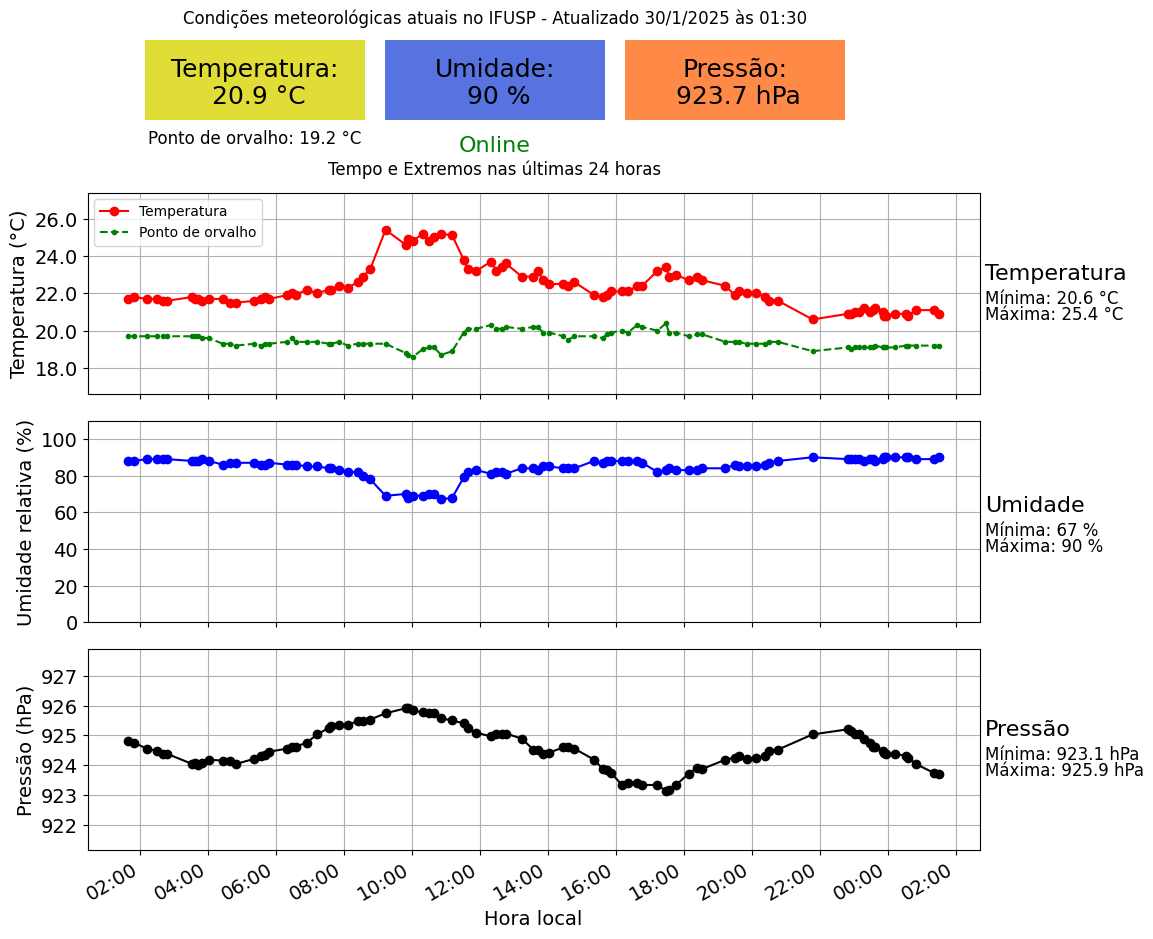 Condições meteorológicas atuais no IFUSP - Atualizado 30/1/2025 às 01:30
Temperatura:
20.9 °C
Umidade:
90 %
Pressão:
923.7 hPa
Ponto de orvalho: 19.2 °C
Online
Tempo e Extremos nas últimas 24 horas
Temperatura (°C)
26.0
24.0
22.0
20.0
18.0
Temperatura
Ponto de orvalho
Temperatura
Mínima: 20.6 °C
Máxima: 25.4 °C
Umidade relativa (%)
100
80
60
40
20
0
Umidade
Mínima: 67 %
Máxima: 90 %
Pressão (hPa)
927
926
925
924
923
922
Pressão
Mínima: 923.1 hPa
Máxima: 925.9 hPa
02:00 04:00 06:00 08:00 10:00 12:00 14:00 16:00 18:00 20:00 22:00 00:00 02:00
Hora local